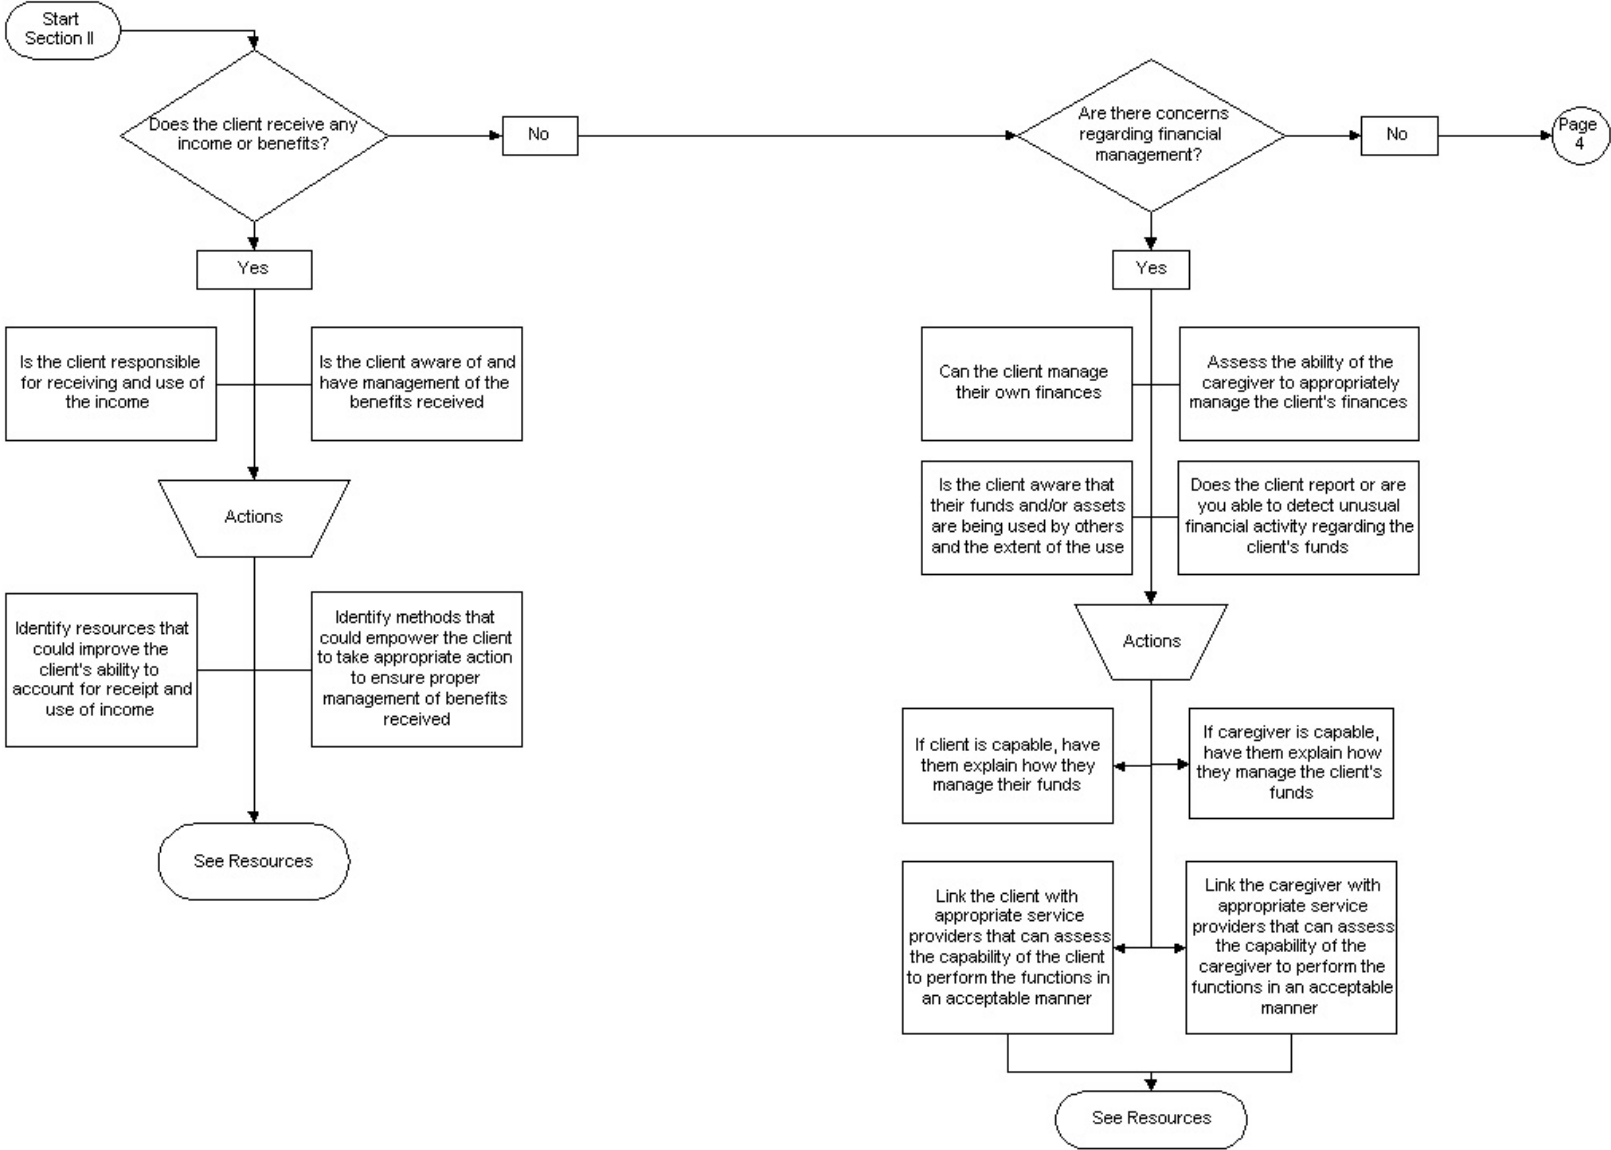 Start
Section II
Does the client receive any
income or benefits?
No
Are there concerns
regarding financial
management?
No
Page
4
Yes
Yes
Is the client responsible
for receiving and use of
the income
Is the client aware of and
have management of the
benefits received
Can the client manage
their own finances
Assess the ability of the
caregiver to appropriately
manage the client's finances
Actions
Is the client aware that
their funds and/or assets
are being used by others
and the extent of the use
Does the client report or are
you able to detect unusual
financial activity regarding the
client's funds
Identify resources that
could improve the
client's ability to
account for receipt and
use of income
Identify methods that
could empower the client
to take appropriate action
to ensure proper
management of benefits
received
Actions
If client is capable, have
them explain how they
manage their funds
If caregiver is capable,
have them explain how
they manage the client's
funds
See Resources
Link the client with
appropriate service
providers that can assess
the capability of the client
to perform the functions in
an acceptable manner
Link the caregiver with
appropriate service
providers that can assess
the capability of the
caregiver to perform the
functions in an acceptable
manner
See Resources